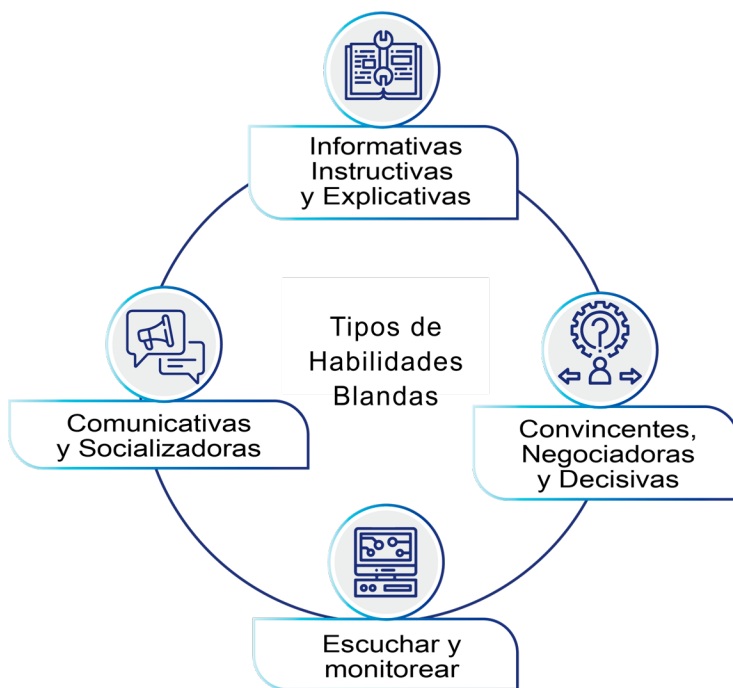 Informativas
Instructivas
y Explicativas
Tipos de
Habilidades
Blandas
Comunicativas
y Socializadoras
Convincentes,
Negociadoras
y Decisivas
Escuchar y
monitorear